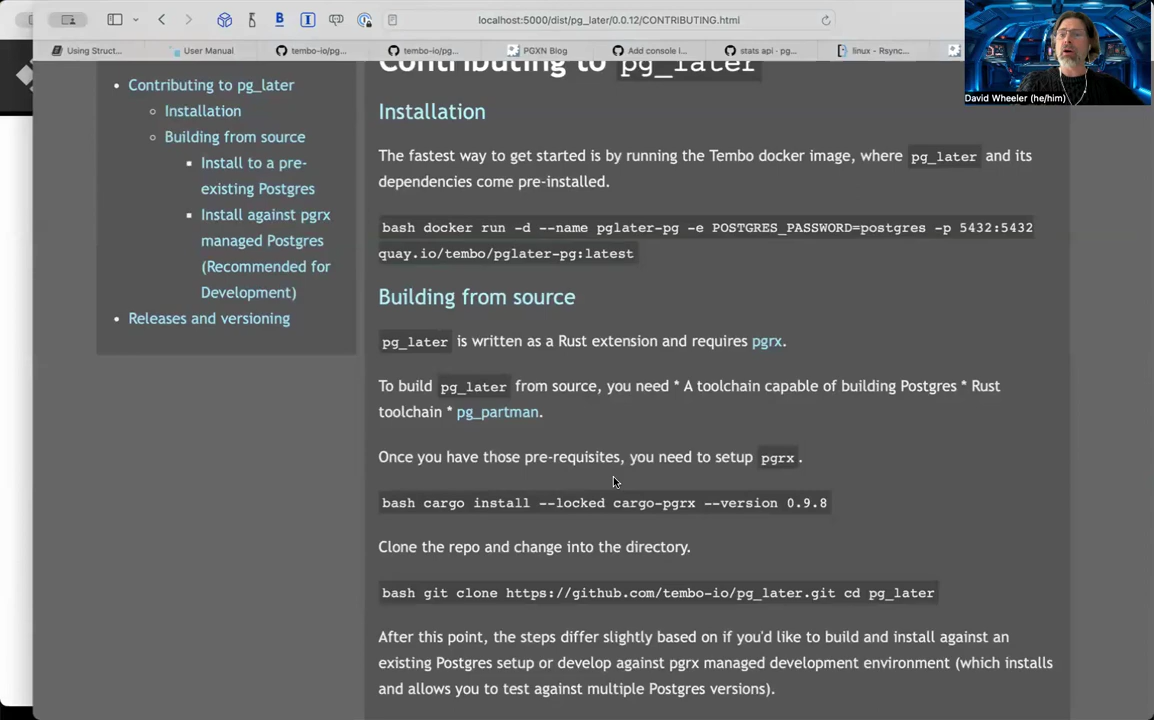 localhost:5000/dist/pg_later/0.0.12/CONTRIBUTING.html
Using Struct...
User Manual
tembo-io/pg...
tembo-io/pg...
PGXN Blog
Add console l...
stats api · pg...
linux - Rsync...
David Wheeler (he/him)
Contributing to pg_later
Installation
Building from source
Install to a pre-
existing Postgres
Install against pgrx
managed Postgres
(Recommended for
Development)
Releases and versioning
Contributing to pg_later
Installation
The fastest way to get started is by running the Tembo docker image, where pg_later and its
dependencies come pre-installed.
bash docker run -d --name pglater-pg -e POSTGRES_PASSWORD=postgres -p 5432:5432
quay.io/tembo/pglater-pg:latest
Building from source
pg_later is written as a Rust extension and requires pgrx.
To build pg_later from source, you need * A toolchain capable of building Postgres * Rust
toolchain * pg_partman.
Once you have those pre-requisites, you need to setup pgrx.
bash cargo install --locked cargo-pgrx --version 0.9.8
Clone the repo and change into the directory.
bash git clone https://github.com/tembo-io/pg_later.git cd pg_later
After this point, the steps differ slightly based on if you'd like to build and install against an
existing Postgres setup or develop against pgrx managed development environment (which installs
and allows you to test against multiple Postgres versions).